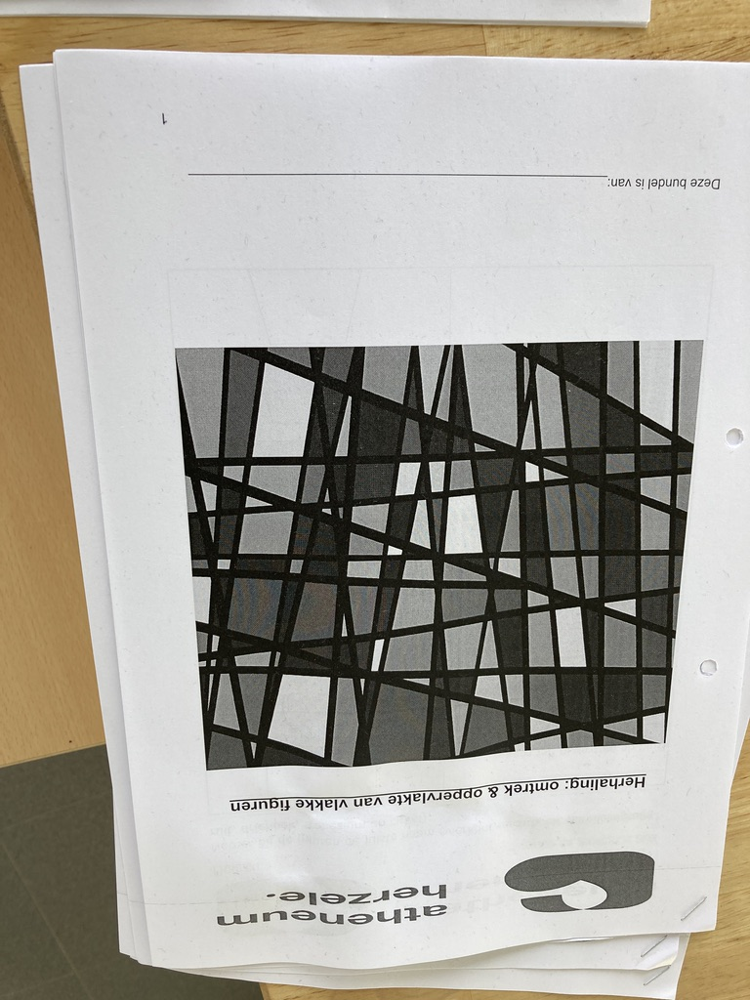 atheneum
herzele.
Herhaling: omtrek & oppervlakte van vlakke figuren
Deze bundel is van:
1